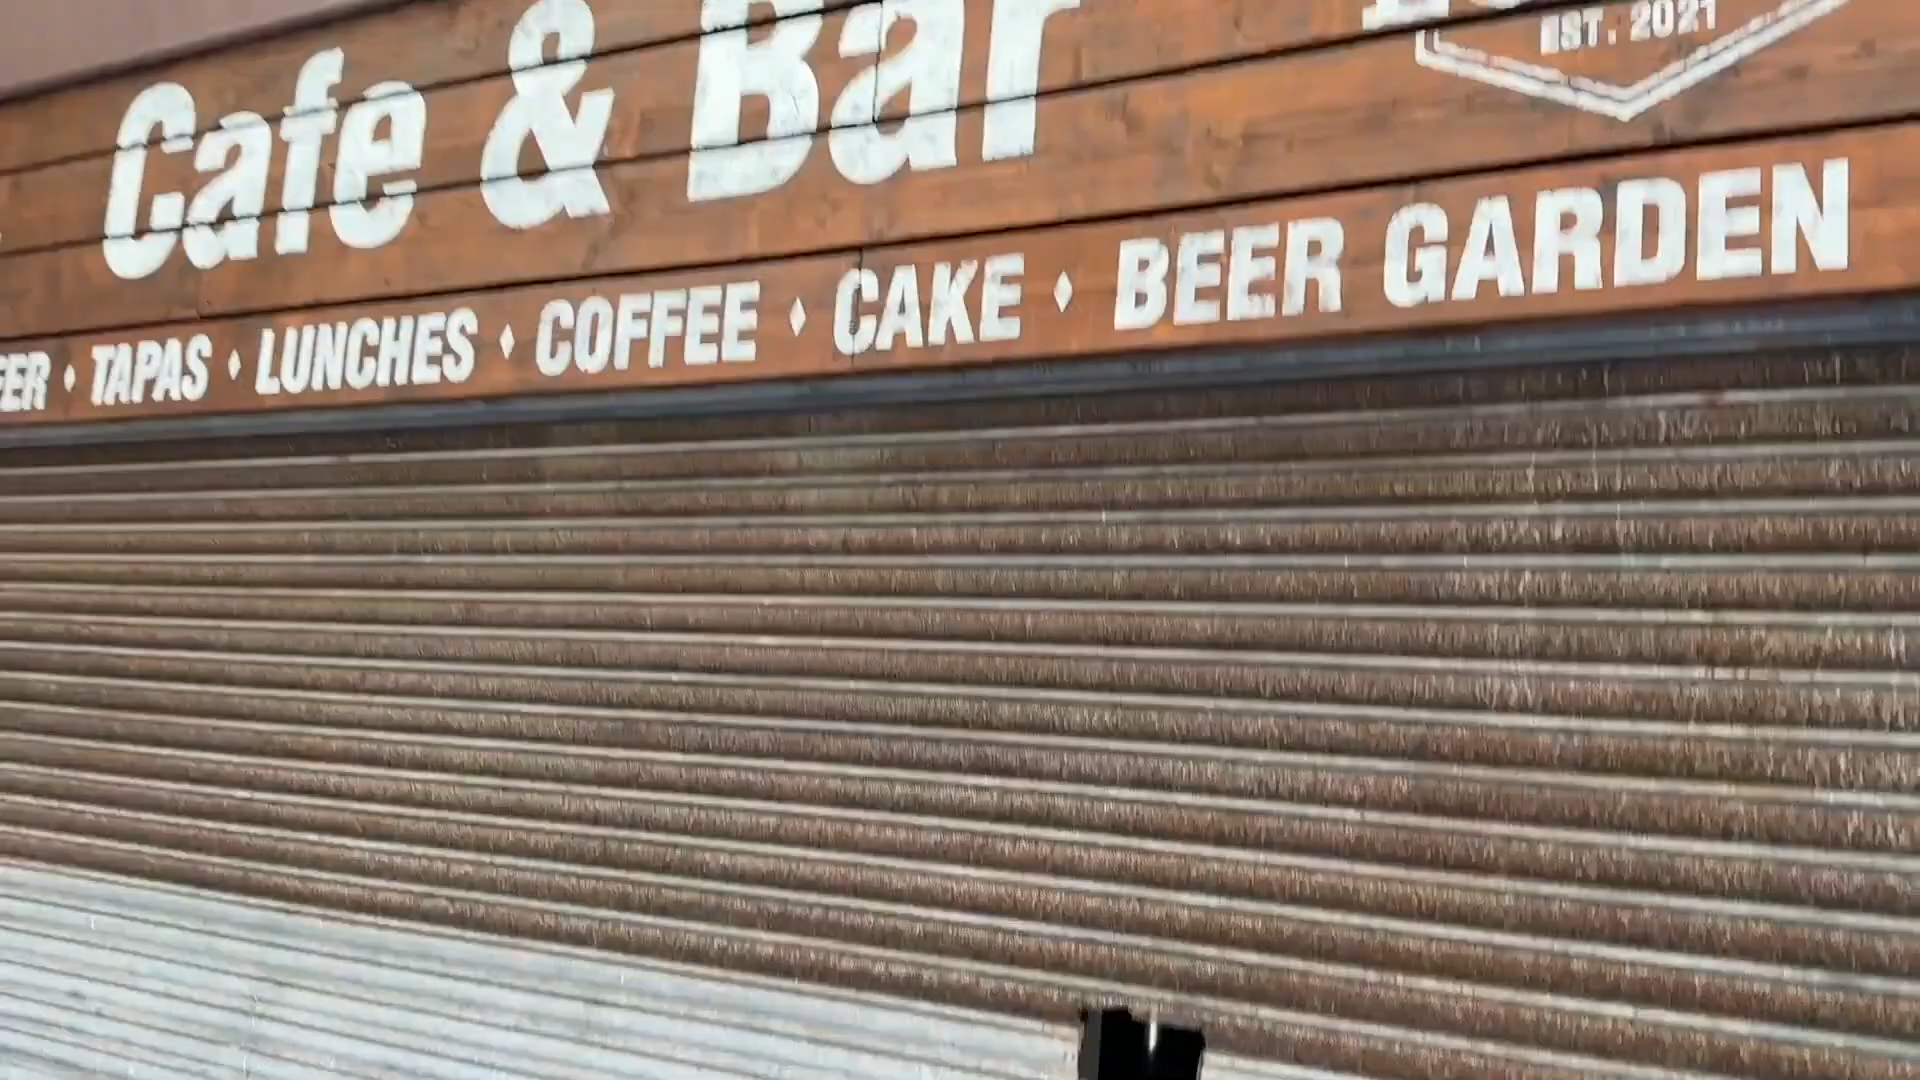 Cafe & Bar
EST. 2021
TAPAS ⬧ LUNCHES ⬧ COFFEE ⬧ CAKE ⬧ BEER GARDEN